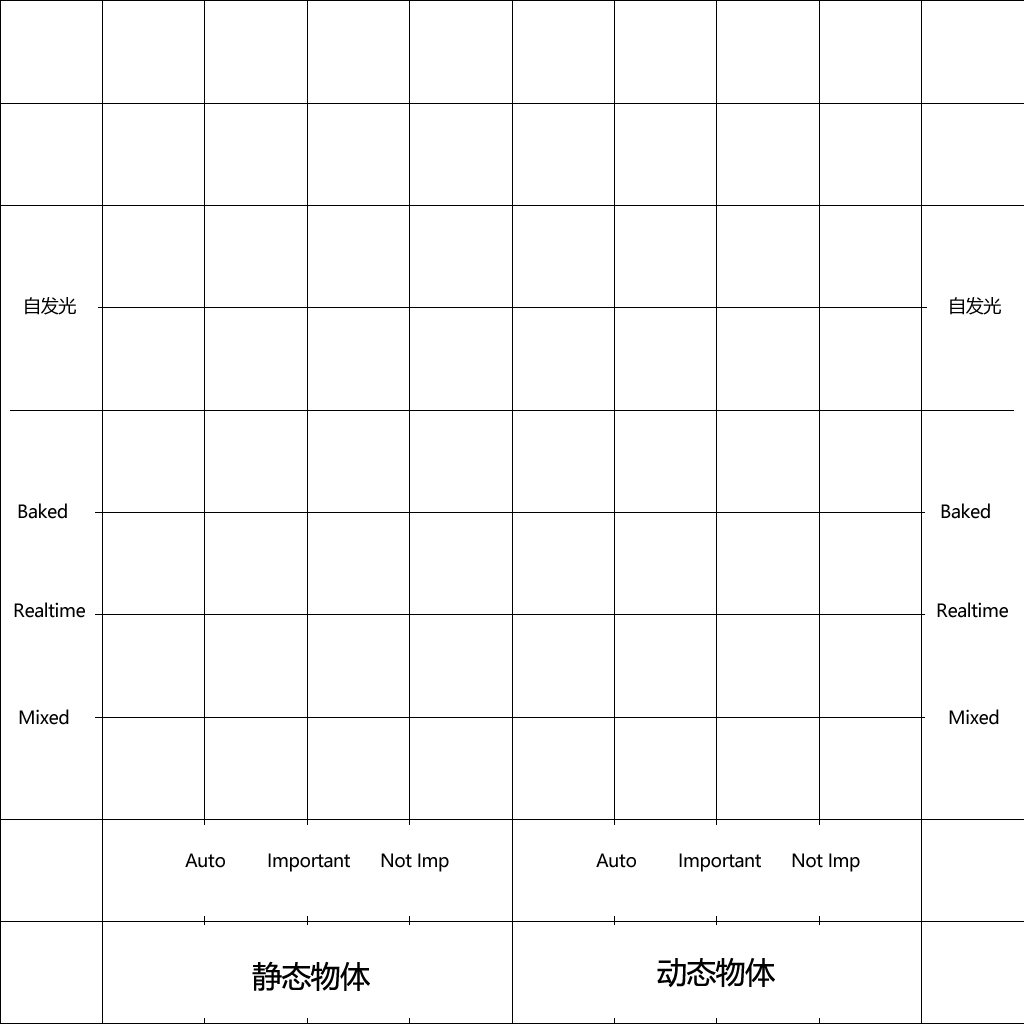 自发光 自发光
Baked Baked
Realtime Realtime
Mixed Mixed
Auto Important Not Imp Auto Important Not Imp
静态物体 动态物体